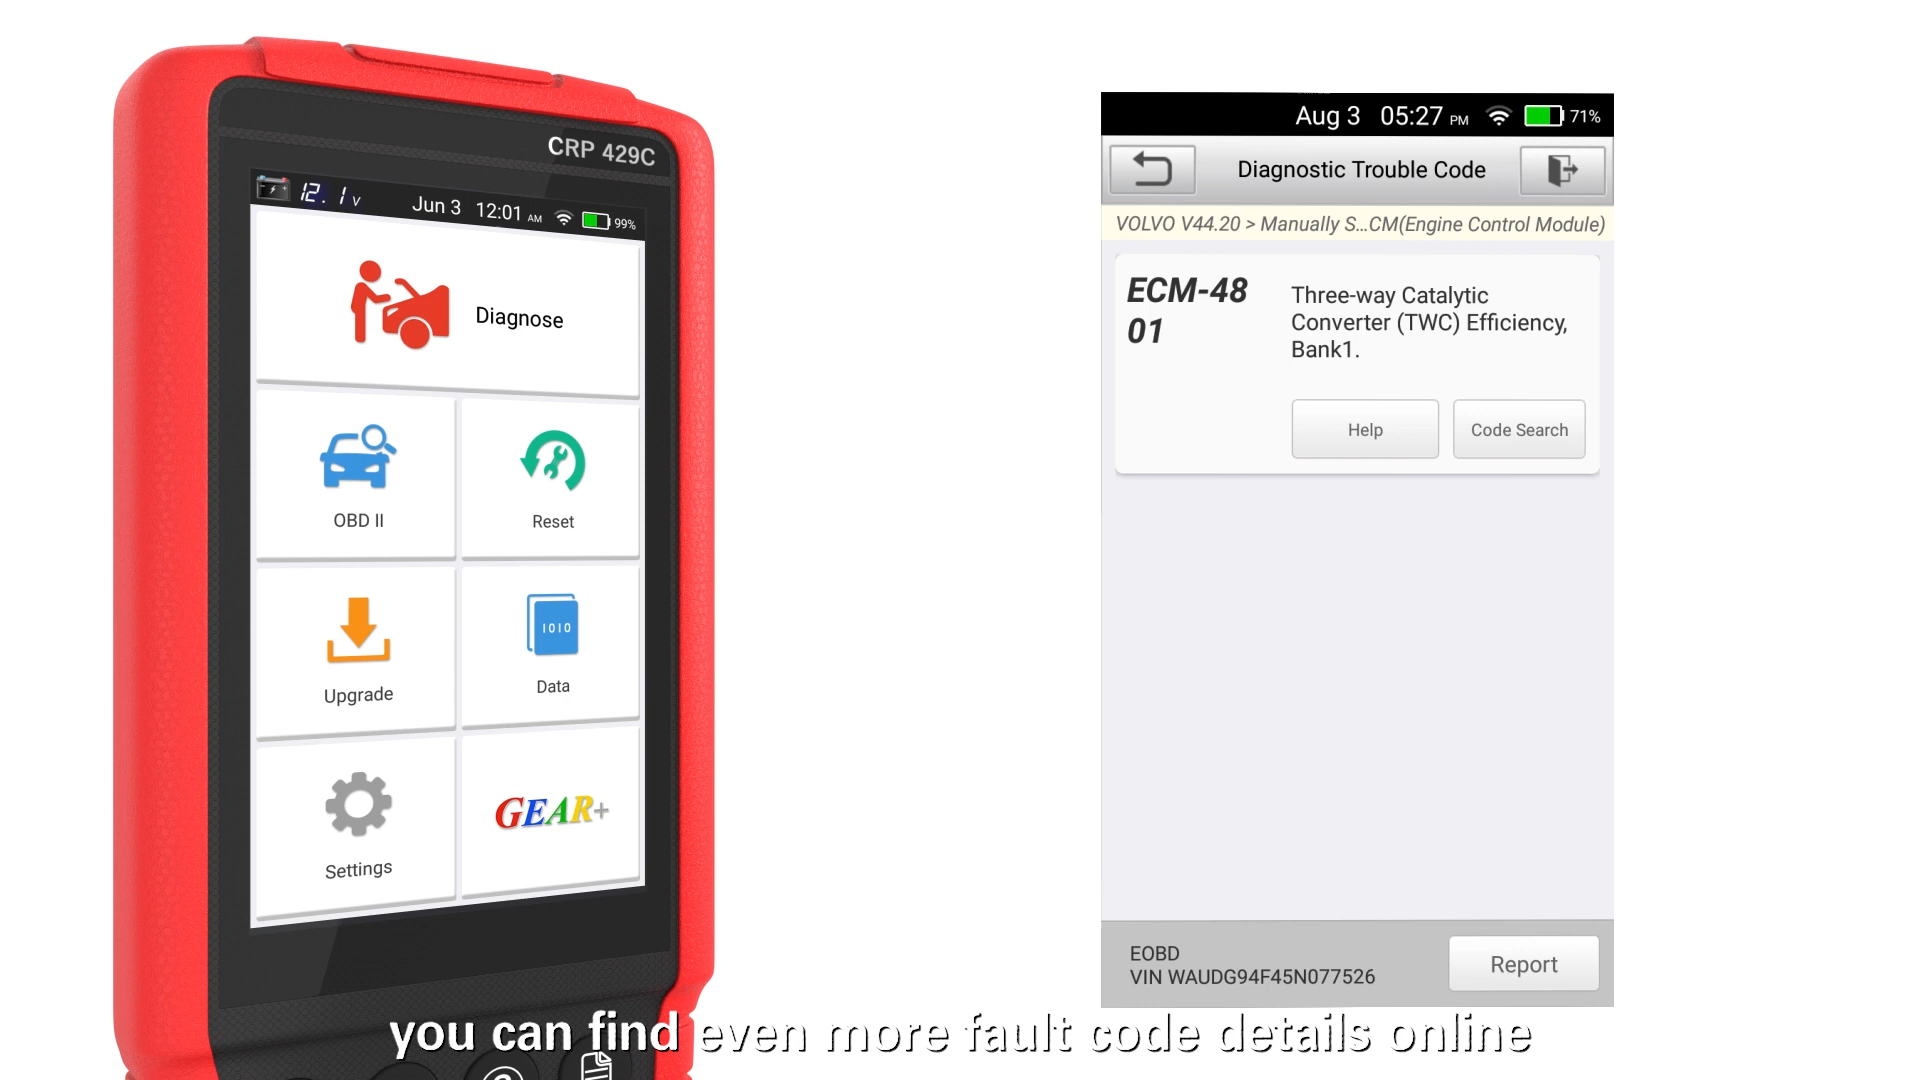 CRP 429C
12.1v Jun 3 12:01 AM 99%
Diagnose
OBD II
Reset
Upgrade
Data
1010
Settings
GEAR+
Aug 3 05:27 PM 71%
Diagnostic Trouble Code
VOLVO V44.20 > Manually S...CM(Engine Control Module)
ECM-48
01
Three-way Catalytic
Converter (TWC) Efficiency,
Bank1.
Help
Code Search
EOBD
VIN WAUDG94F45N077526
Report
you can find even more fault code details online